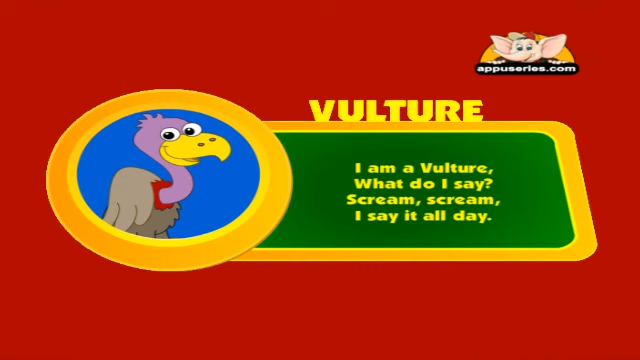 appuseries.com
VULTURE
I am a Vulture,
What do I say?
Scream, scream,
I say it all day.